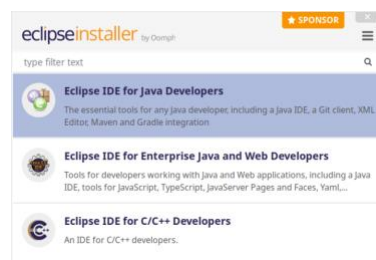 SPONSOR
eclipseinstaller by Oomph
type filter text
Eclipse IDE for Java Developers
The essential tools for any Java developer, including a Java IDE, a Git client, XML
Editor, Maven and Gradle integration
Eclipse IDE for Enterprise Java and Web Developers
Tools for developers working with Java and Web applications, including a Java
IDE, tools for JavaScript, TypeScript, JavaServer Pages and Faces, Yaml,...
Eclipse IDE for C/C++ Developers
An IDE for C/C++ developers.